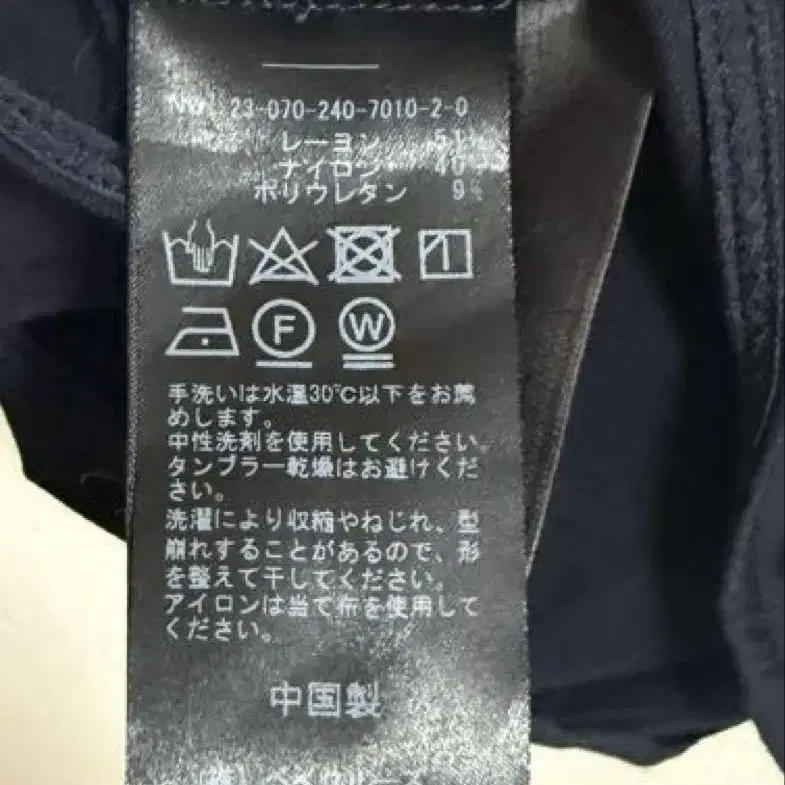 No. 23-070-240-7010-2-0
レーヨン 51%
ナイロン 40%
ポリウレタン 9%
F W
手洗いは水温30℃以下をお薦
めします。
中性洗剤を使用してください。
タンブラー乾燥はお避けくだ
さい。
洗濯により収縮やねじれ、型
崩れすることがあるので、形
を整えて干してください。
アイロンは当て布を使用して
ください。
中国製